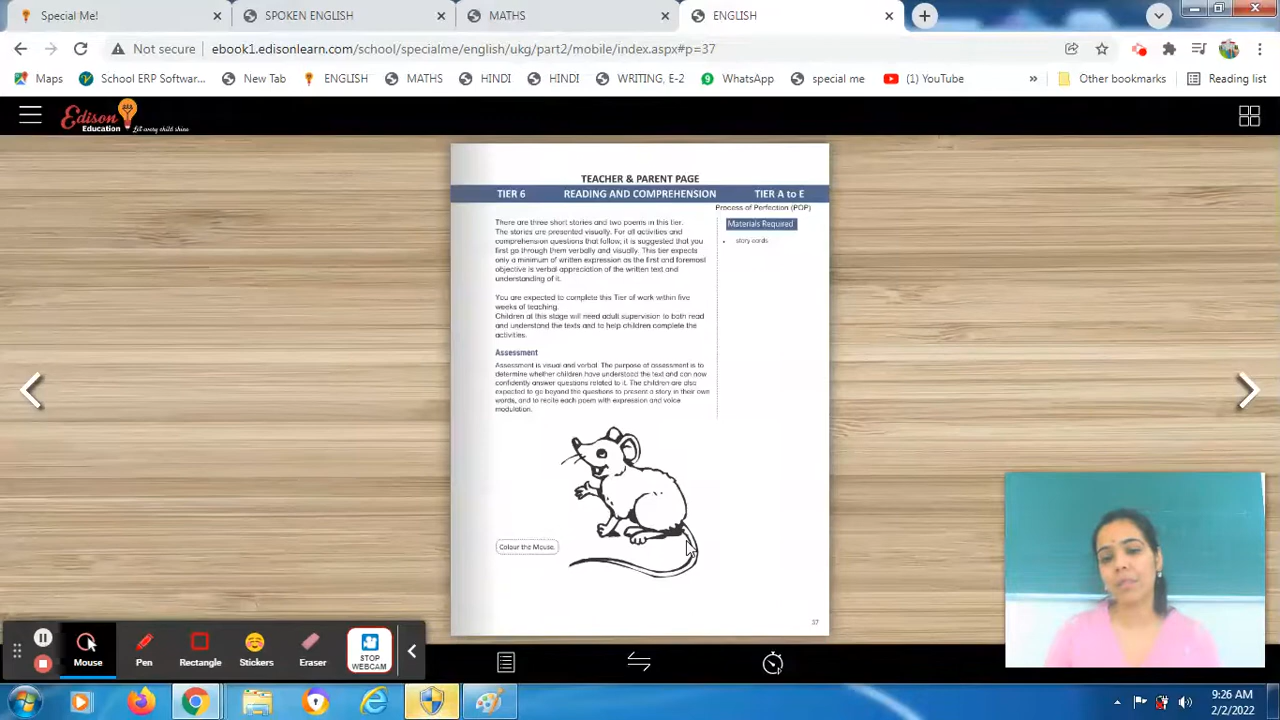 Special Me!
SPOKEN ENGLISH
MATHS
ENGLISH
Not secure
ebook1.edisonlearn.com/school/specialme/english/ukg/part2/mobile/index.aspx#p=37
Maps
School ERP Softwar...
New Tab
ENGLISH
MATHS
HINDI
HINDI
WRITING, E-2
WhatsApp
special me
(1) YouTube
»
Other bookmarks
Reading list
Edison
Education
Let every child shine
TEACHER & PARENT PAGE
TIER 6 READING AND COMPREHENSION TIER A to E
Process of Perfection (POP)
There are three short stories and two poems in this tier.
The stories are presented visually. For all activities and
comprehension questions that follow, it is suggested that you
first go through them verbally and visually. This tier expects
only a minimum of written expression as the first and foremost
objective is verbal appreciation of the written text and
understanding of it.
You are expected to complete this Tier of work within five
weeks of teaching.
Children at this stage will need adult supervision to both read
and understand the texts and to help children complete the
activities.
Assessment
Assessment is visual and verbal. The purpose of assessment is to
determine whether children have understood the text and can now
confidently answer questions related to it. The children are also
expected to go beyond the questions to present a story in their own
words, and to recite each poem with expression and voice
modulation.
Materials Required
• story cards
Colour the Mouse.
37
Mouse
Pen
Rectangle
Stickers
Eraser
STOP
WEBCAM
9:26 AM
2/2/2022